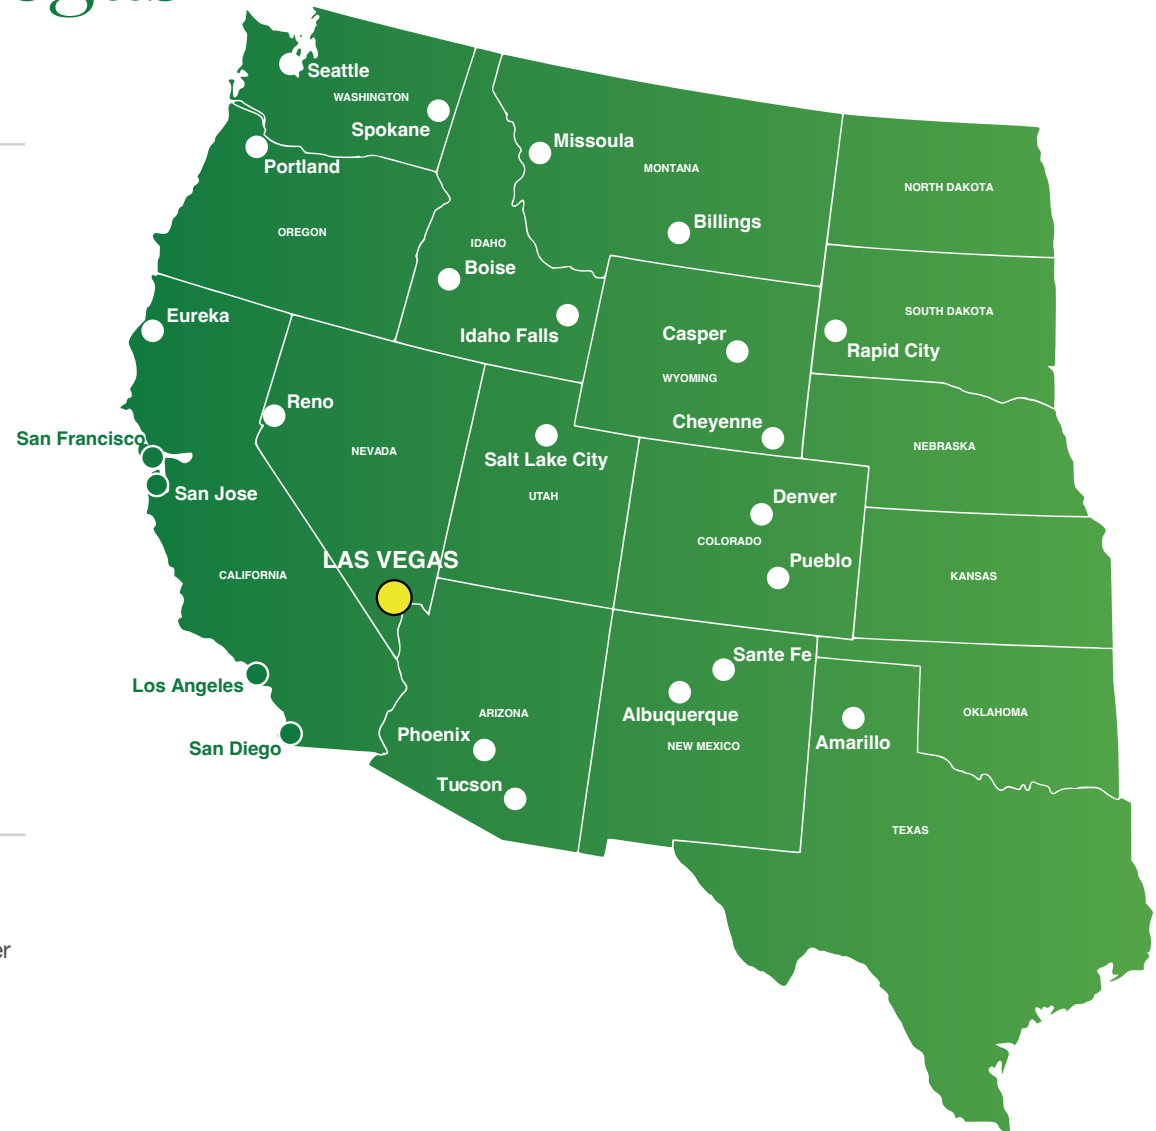 Seattle
WASHINGTON
Spokane
Missoula
Portland
MONTANA
NORTH DAKOTA
Billings
OREGON
IDAHO
Boise
SOUTH DAKOTA
Eureka
Idaho Falls
Casper
Rapid City
WYOMING
Reno
Cheyenne
San Francisco
NEVADA
Salt Lake City
NEBRASKA
San Jose
UTAH
Denver
COLORADO
LAS VEGAS
Pueblo
CALIFORNIA
KANSAS
Sante Fe
Los Angeles
Albuquerque
ARIZONA
OKLAHOMA
Phoenix
NEW MEXICO
Amarillo
San Diego
Tucson
TEXAS
er